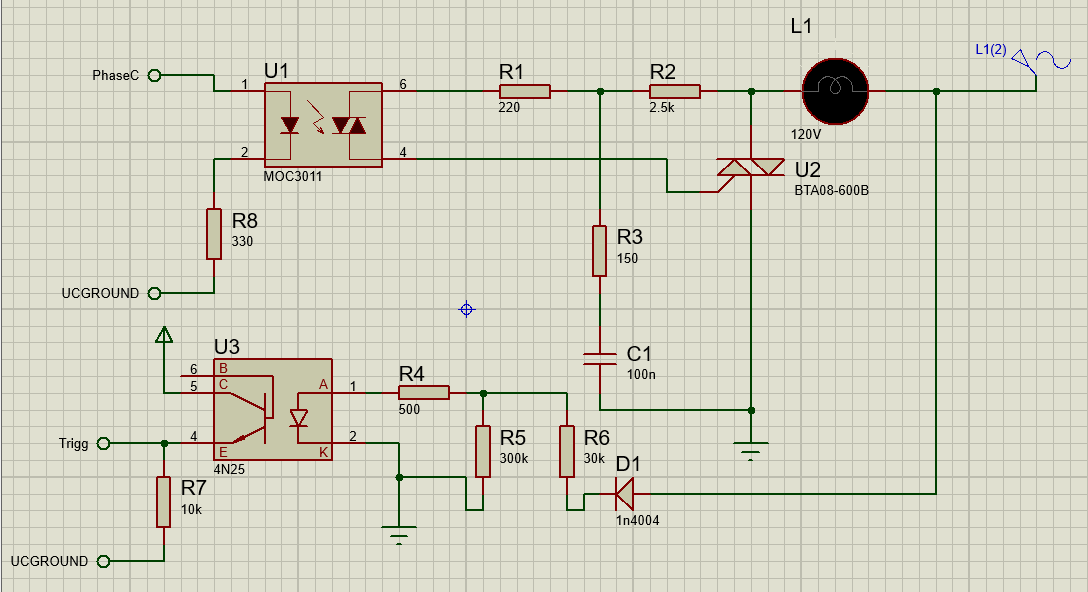 L1
L1(2)
PhaseC
U1
1
6
R1
220
R2
2.5k
120V
2
4
MOC3011
U2
BTA08-600B
R8
330
R3
150
UCGROUND
U3
C1
100n
6
B
5
C
A
1
R4
500
Trigg
4
E
K
2
4N25
R5
300k
R6
30k
D1
1n4004
R7
10k
UCGROUND